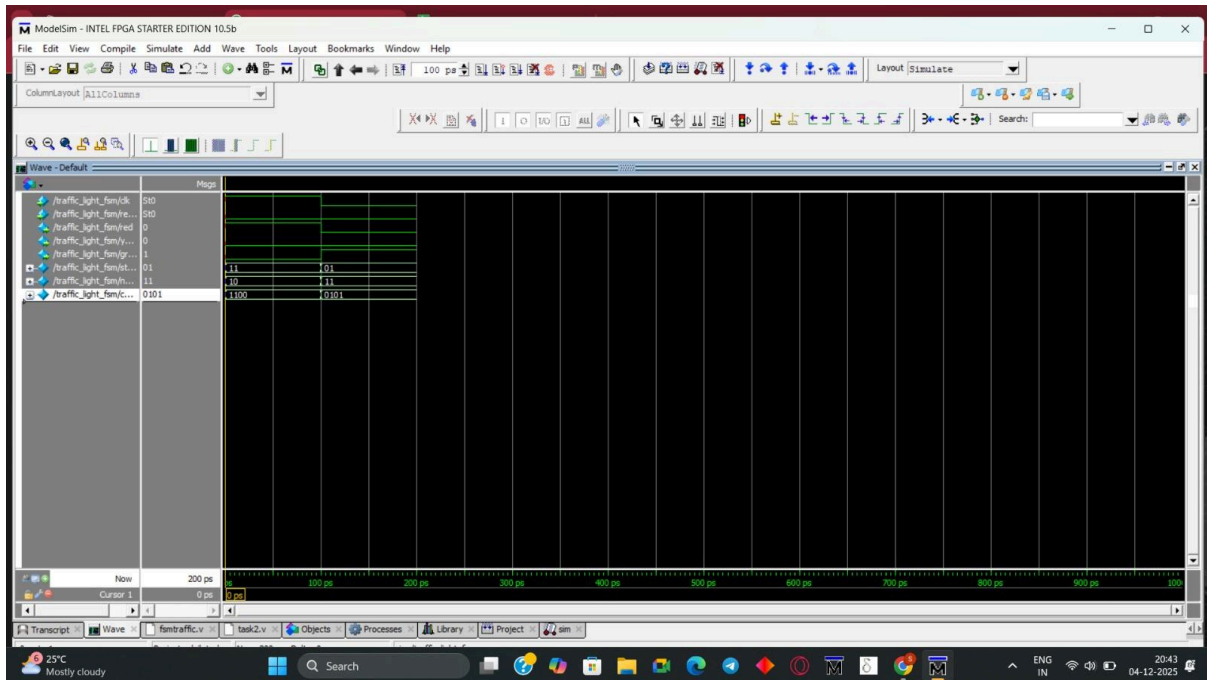 ModelSim - INTEL FPGA STARTER EDITION 10.5b
File Edit View Compile Simulate Add Wave Tools Layout Bookmarks Window Help
100 ps
Layout Simulate
ColumnLayout AllColumns
Search:
Wave - Default
Msgs
/traffic_light_fsm/clk St0
/traffic_light_fsm/re... St0
/traffic_light_fsm/red 0
/traffic_light_fsm/y... 0
/traffic_light_fsm/gr... 1
/traffic_light_fsm/st... 01 11 01
/traffic_light_fsm/n... 11 10 11
/traffic_light_fsm/c... 0101 1100 0101
Now 200 ps ps 100 ps 200 ps 300 ps 400 ps 500 ps 600 ps 700 ps 800 ps 900 ps 100
Cursor 1 0 ps 0 ps
Transcript Wave fsmtraffic.v task2.v Objects Processes Library Project sim
6 25°C Search ENG 20:43
Mostly cloudy IN 04-12-2025